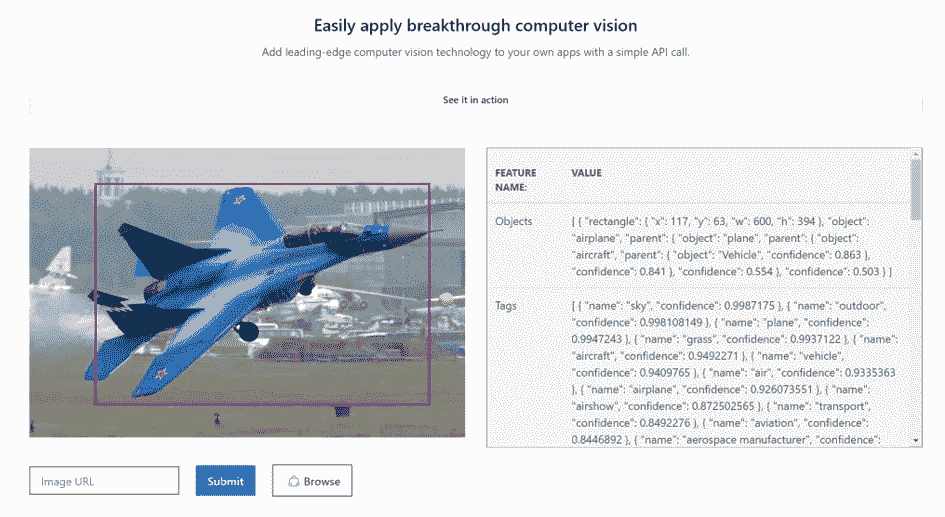 Easily apply breakthrough computer vision
Add leading-edge computer vision technology to your own apps with a simple API call.
See it in action
FEATURE NAME:
VALUE
Objects
[ { "rectangle": { "x": 117, "y": 63, "w": 600, "h": 394 }, "object":
"airplane", "parent": { "object": "plane", "parent": { "object":
"aircraft", "parent": { "object": "Vehicle", "confidence": 0.863 },
"confidence": 0.841 }, "confidence": 0.554 }, "confidence": 0.503 } ]
Tags
[ { "name": "sky", "confidence": 0.9987175 }, { "name": "outdoor",
"confidence": 0.998108149 }, { "name": "plane", "confidence":
0.9947243 }, { "name": "grass", "confidence": 0.9937122 }, { "name":
"aircraft", "confidence": 0.9492271 }, { "name": "vehicle",
"confidence": 0.9409765 }, { "name": "air", "confidence": 0.9335363
}, { "name": "airplane", "confidence": 0.926073551 }, { "name":
"airshow", "confidence": 0.872502565 }, { "name": "transport",
"confidence": 0.8492276 }, { "name": "aviation", "confidence":
0.8446892 }, { "name": "aerospace manufacturer", "confidence":
Image URL
Submit
Browse